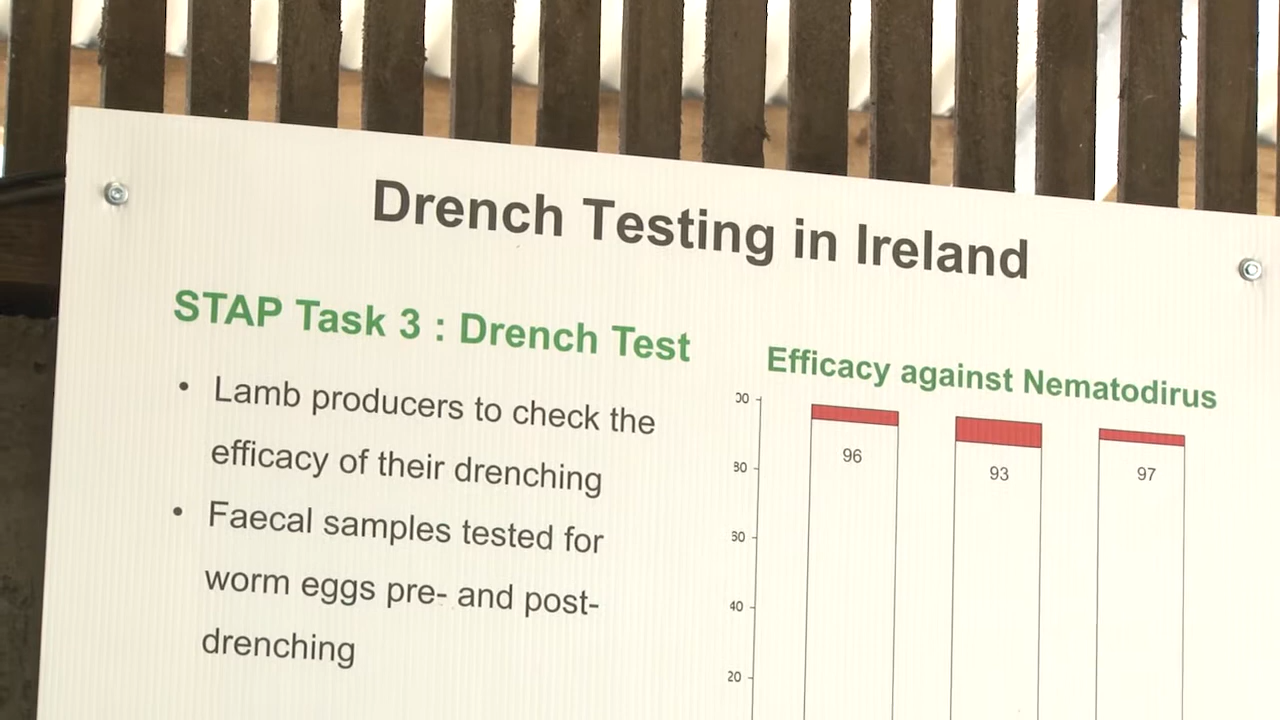 Drench Testing in Ireland
STAP Task 3 : Drench Test
• Lamb producers to check the
efficacy of their drenching
• Faecal samples tested for
worm eggs pre- and post-
drenching
Efficacy against Nematodirus
96
93
97
40
20